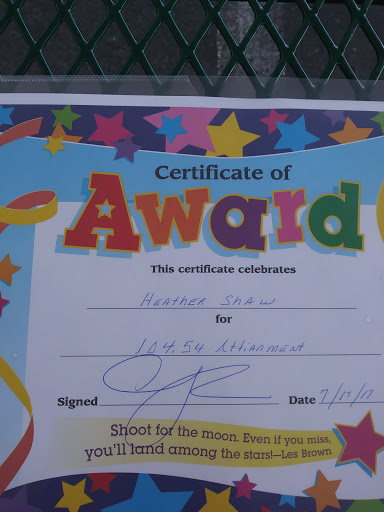 Certificate of
Award
This certificate celebrates
Heather Shaw
for
104.54 Attainment
Signed
Date 7/17/17
Shoot for the moon. Even if you miss,
you'll land among the stars!—Les Brown